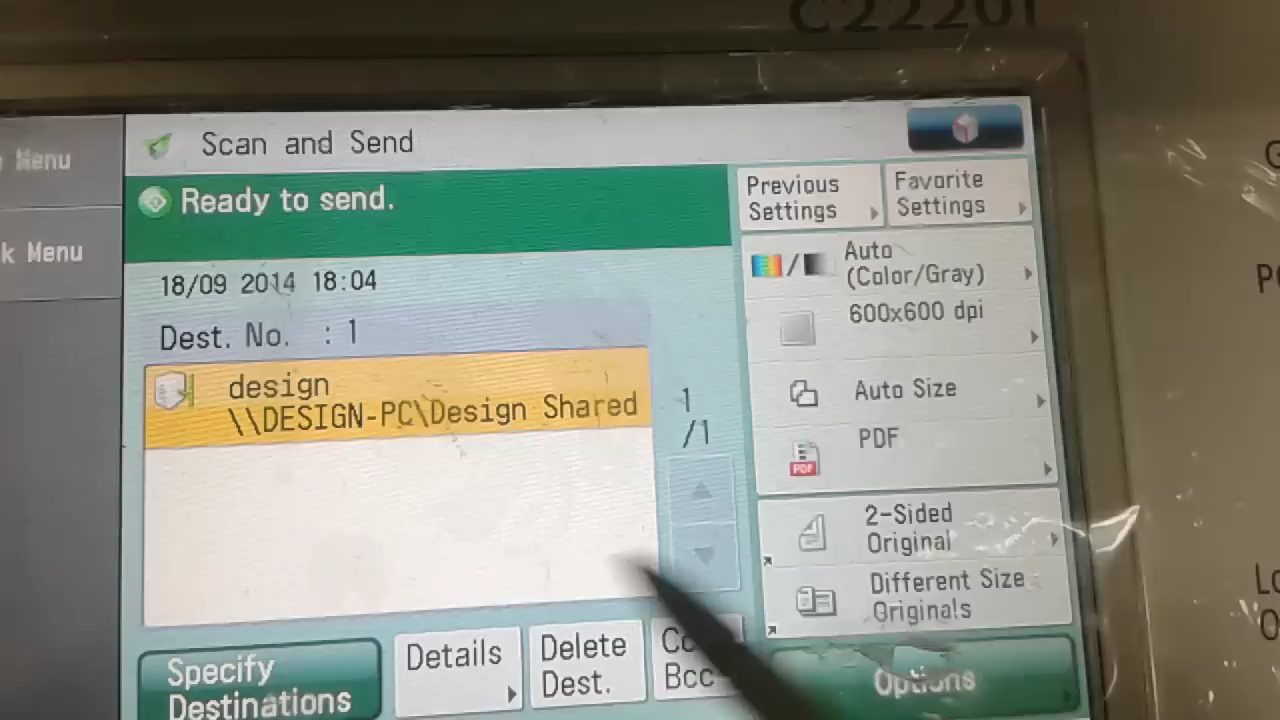 C2220i
Menu
Scan and Send
k Menu
Ready to send.
Previous
Settings
Favorite
Settings
18/09 2014 18:04
Auto
(Color/Gray)
600x600 dpi
Dest. No. : 1
design
\\DESIGN-PC\Design Shared
1
/1
Auto Size
PDF
PDF
2-Sided
Original
Different Size
Originals
Specify
Destinations
Details
Delete
Dest.
Bcc
Options